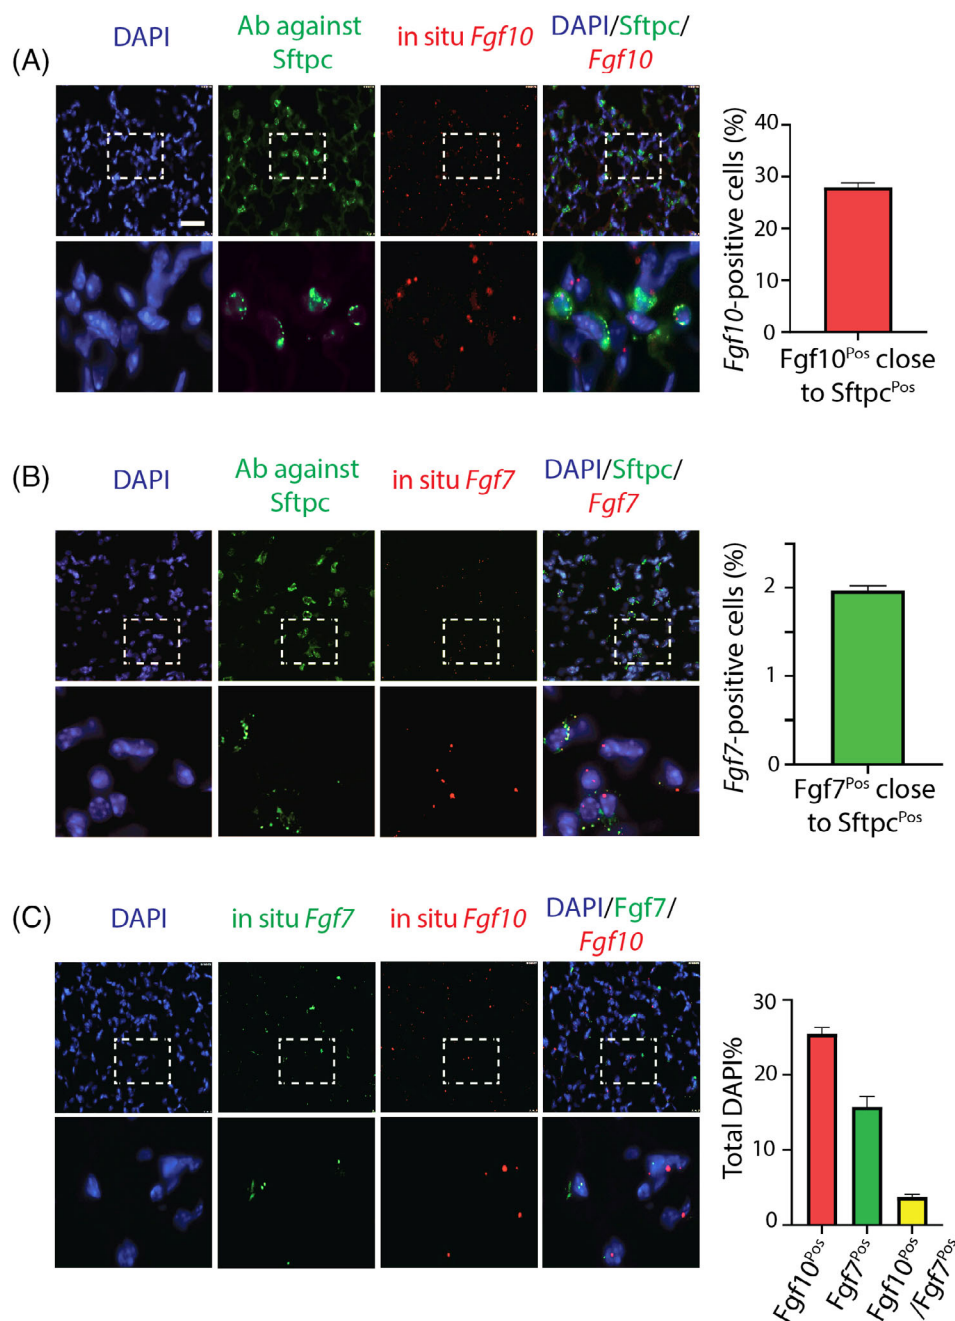 (A)
DAPI
Ab against
Sftpc
in situ Fgf10
DAPI/Sftpc/
Fgf10
Fgf10-positive cells (%)
40
30
20
10
0
Fgf10Pos close
to SftpcPos
(B)
DAPI
Ab against
Sftpc
in situ Fgf7
DAPI/Sftpc/
Fgf7
Fgf7-positive cells (%)
2
1
0
Fgf7Pos close
to SftpcPos
(C)
DAPI
in situ Fgf7
in situ Fgf10
DAPI/Fgf7/
Fgf10
Total DAPI%
30
20
10
0
Fgf10Pos
Fgf7Pos
Fgf10Pos
/Fgf7Pos